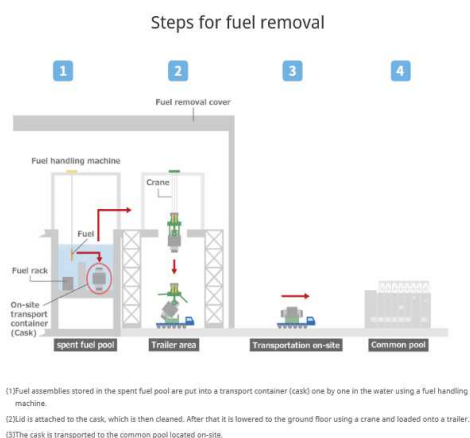 Steps for fuel removal
1
2
3
4
Fuel removal cover
Fuel handling machine
Crane
Fuel
Fuel rack
On-site
transport
container
(Cask)
spent fuel pool
Trailer area
Transportation on-site
Common pool
(1)Fuel assemblies stored in the spent fuel pool are put into a transport container (cask) one by one in the water using a fuel handling
machine.
(2)Lid is attached to the cask, which is then cleaned. After that it is lowered to the ground floor using a crane and loaded onto a trailer.
(3)The cask is transported to the common pool located on-site.